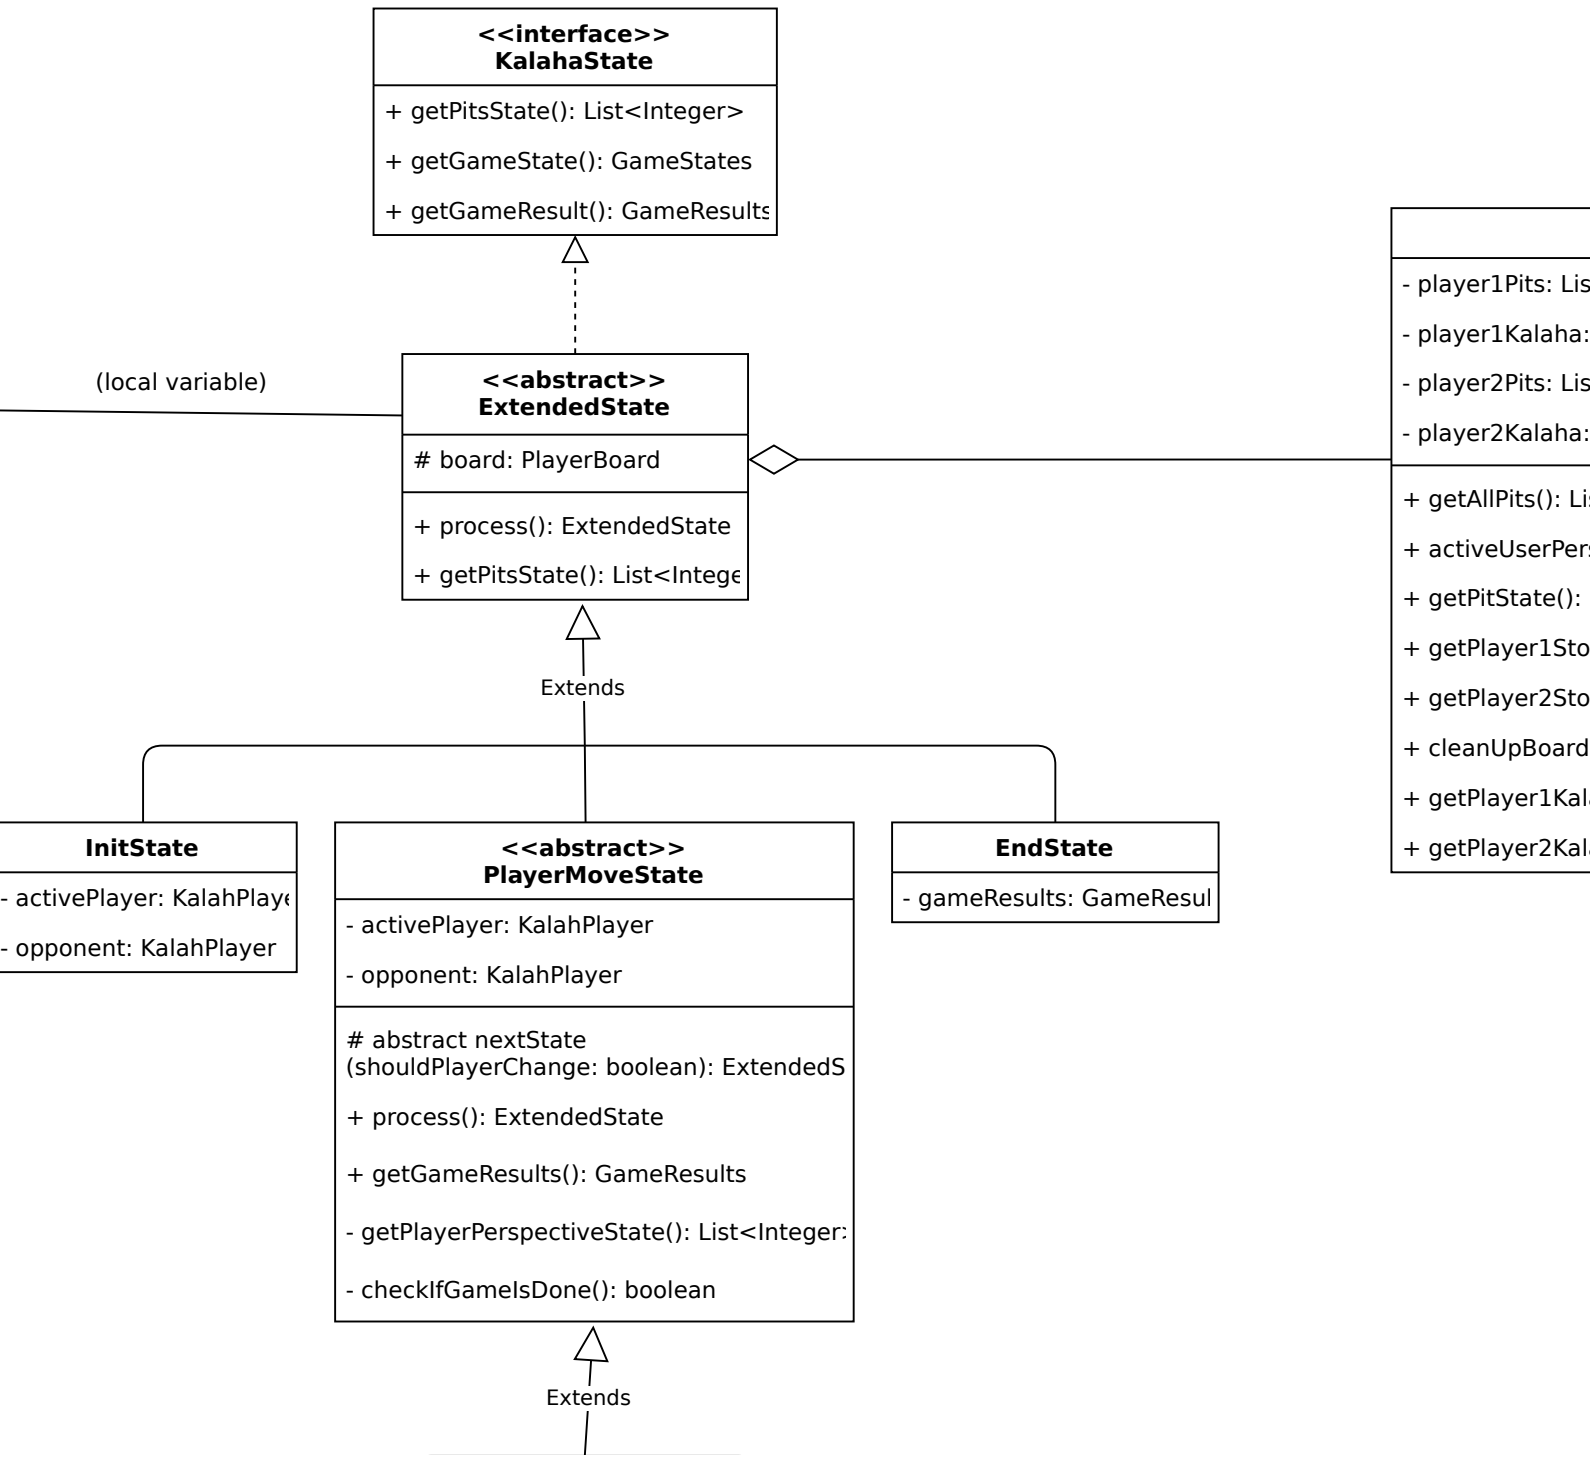 <<interface>>
KalahaState
+ getPitsState(): List<Integer>
+ getGameState(): GameStates
+ getGameResult(): GameResults
(local variable)
<<abstract>>
ExtendedState
# board: PlayerBoard
+ process(): ExtendedState
+ getPitsState(): List<Intege
- player1Pits: Lis
- player1Kalaha:
- player2Pits: Lis
- player2Kalaha:
+ getAllPits(): Lis
+ activeUserPers
+ getPitState():
+ getPlayer1Sto
+ getPlayer2Sto
+ cleanUpBoard
+ getPlayer1Kala
+ getPlayer2Kala
Extends
InitState
- activePlayer: KalahPlaye
- opponent: KalahPlayer
<<abstract>>
PlayerMoveState
- activePlayer: KalahPlayer
- opponent: KalahPlayer
# abstract nextState
(shouldPlayerChange: boolean): ExtendedS
+ process(): ExtendedState
+ getGameResults(): GameResults
- getPlayerPerspectiveState(): List<Integer>
- checkIfGameIsDone(): boolean
EndState
- gameResults: GameResul
Extends